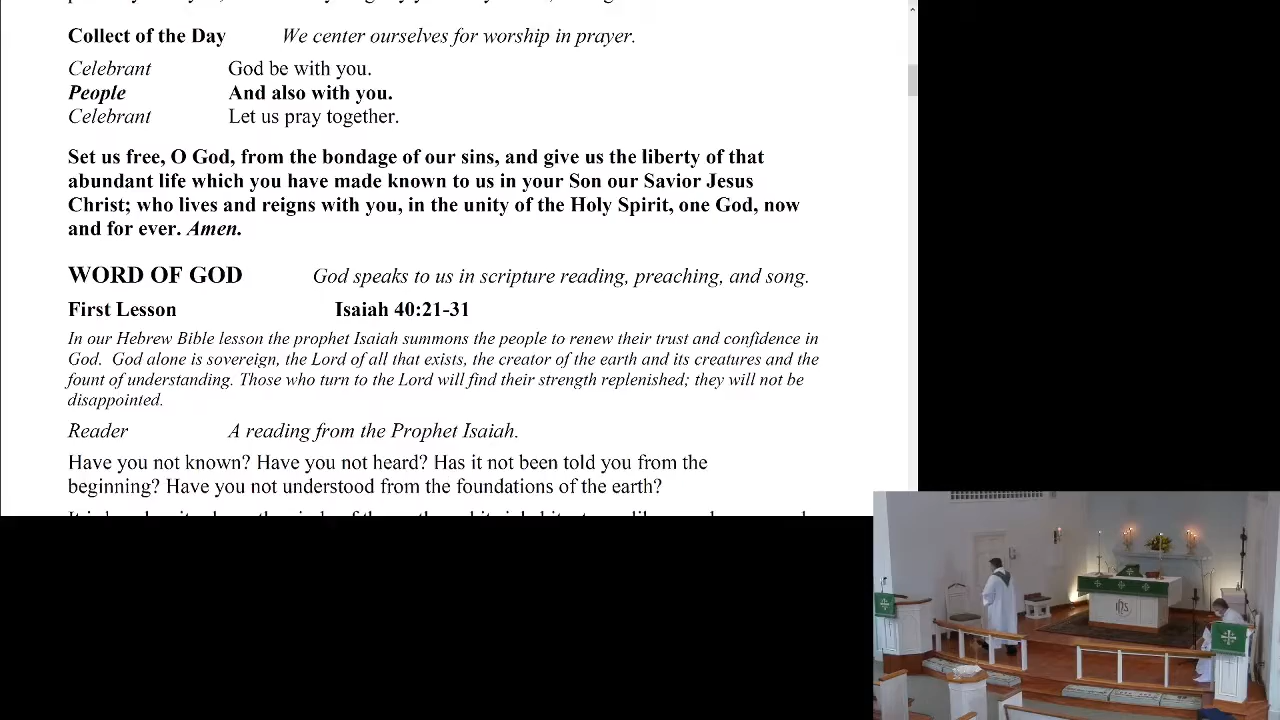 Collect of the Day We center ourselves for worship in prayer.
Celebrant God be with you.
People And also with you.
Celebrant Let us pray together.
Set us free, O God, from the bondage of our sins, and give us the liberty of that
abundant life which you have made known to us in your Son our Savior Jesus
Christ; who lives and reigns with you, in the unity of the Holy Spirit, one God, now
and for ever. Amen.
WORD OF GOD God speaks to us in scripture reading, preaching, and song.
First Lesson Isaiah 40:21-31
In our Hebrew Bible lesson the prophet Isaiah summons the people to renew their trust and confidence in
God. God alone is sovereign, the Lord of all that exists, the creator of the earth and its creatures and the
fount of understanding. Those who turn to the Lord will find their strength replenished; they will not be
disappointed.
Reader A reading from the Prophet Isaiah.
Have you not known? Have you not heard? Has it not been told you from the
beginning? Have you not understood from the foundations of the earth?
IHS